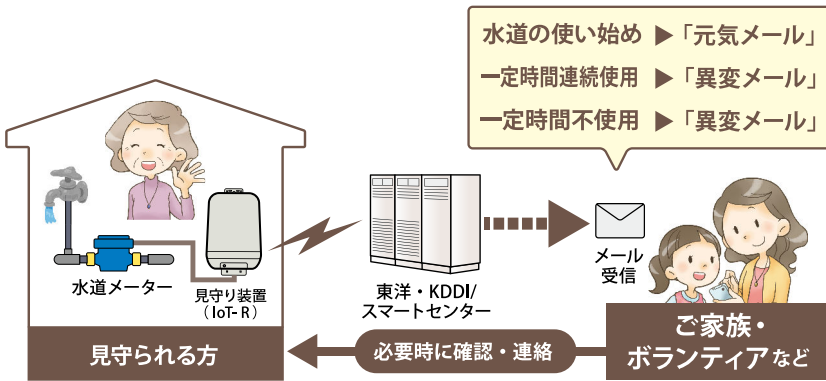 水道の使い始め ▶「元気メール」
一定時間連続使用 ▶「異変メール」
一定時間不使用 ▶「異変メール」
水道メーター
見守り装置
（IoT-R）
東洋・KDDI/
スマートセンター
メール
受信
見守られる方
必要時に確認・連絡
ご家族・
ボランティアなど